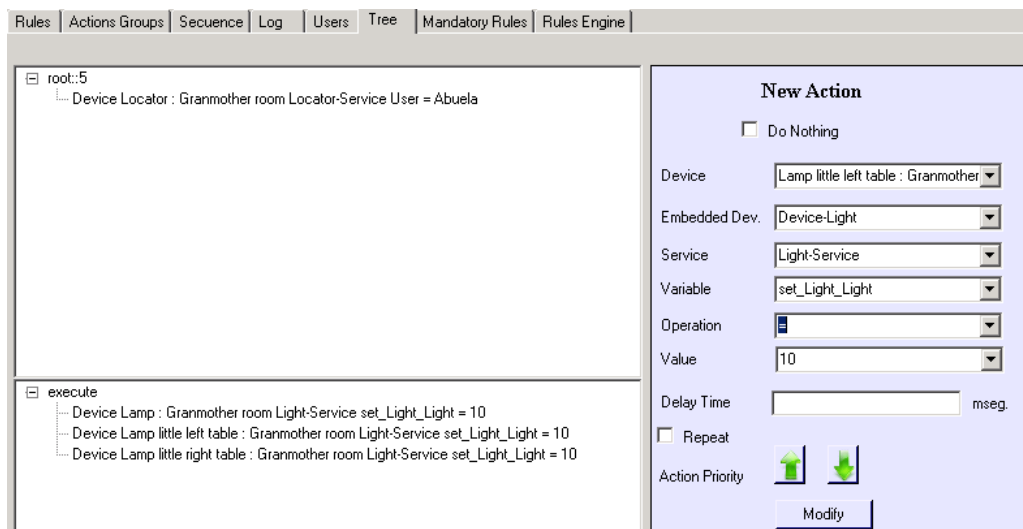 Rules Actions Groups Secuence Log Users Tree Mandatory Rules Rules Engine
root::5
Device Locator : Granmother room Locator-Service User = Abuela
execute
Device Lamp : Granmother room Light-Service set_Light_Light = 10
Device Lamp little left table : Granmother room Light-Service set_Light_Light = 10
Device Lamp little right table : Granmother room Light-Service set_Light_Light = 10
New Action
Do Nothing
Device Lamp little left table : Granmother
Embedded Dev. Device-Light
Service Light-Service
Variable set_Light_Light
Operation =
Value 10
Delay Time mseg.
Repeat
Action Priority
Modify